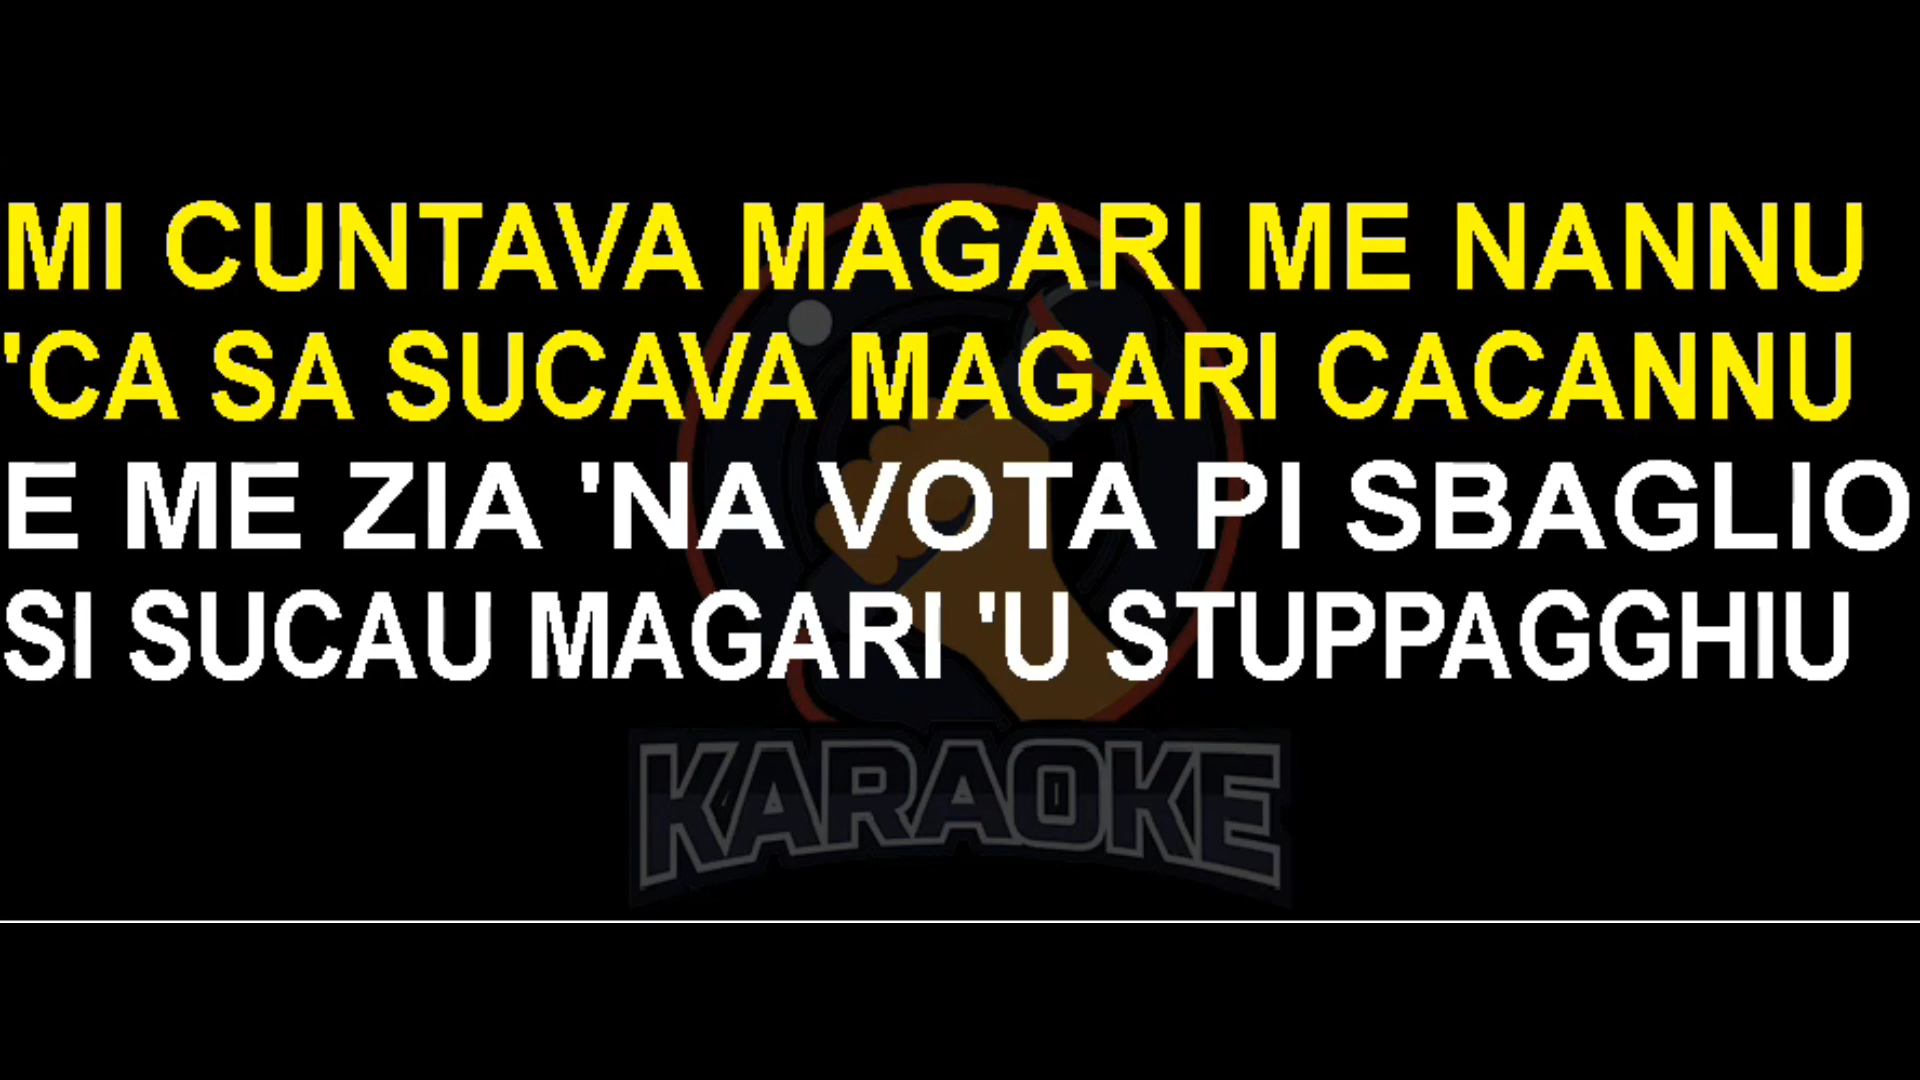 MI CUNTAVA MAGARI ME NANNU
'CA SA SUCAVA MAGARI CACANNU
E ME ZIA 'NA VOTA PI SBAGLIO
SI SUCAU MAGARI 'U STUPPAGGHIU
KARAOKE